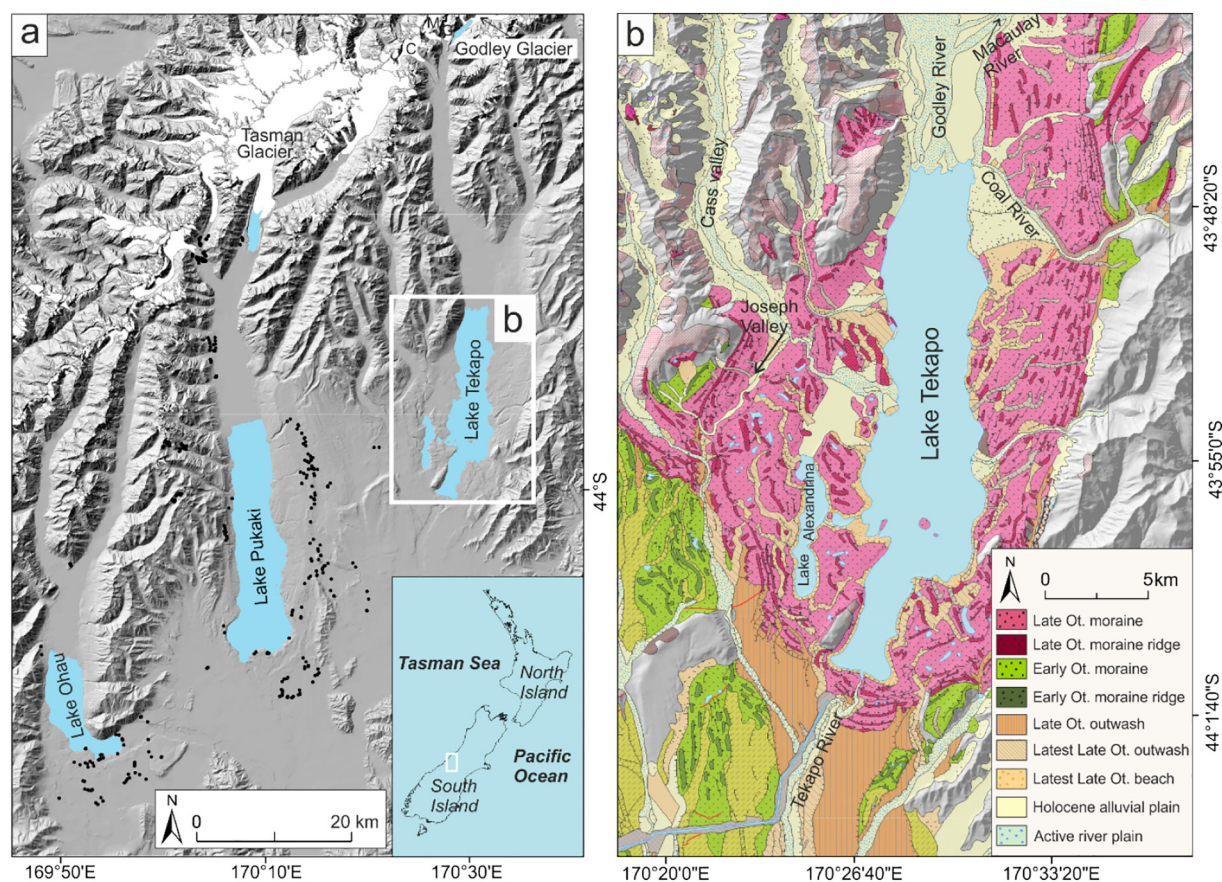 a
M
C
Godley Glacier
Tasman
Glacier
b
Lake Tekapo
Lake Pukaki
Lake Ohau
44°S
Tasman Sea
North
Island
Pacific
Ocean
South
Island
N
0 20 km
169°50'E 170°10'E 170°30'E
b
Cass valley
Godley River
Macaulay
River
Coal River
Joseph
Valley
Lake Tekapo
Lake Alexandrina
Tekapo River
43°48'20"S
43°55'0"S
44°1'40"S
N
0 5km
Late Ot. moraine
Late Ot. moraine ridge
Early Ot. moraine
Early Ot. moraine ridge
Late Ot. outwash
Latest Late Ot. outwash
Latest Late Ot. beach
Holocene alluvial plain
Active river plain
170°20'0"E 170°26'40"E 170°33'20"E